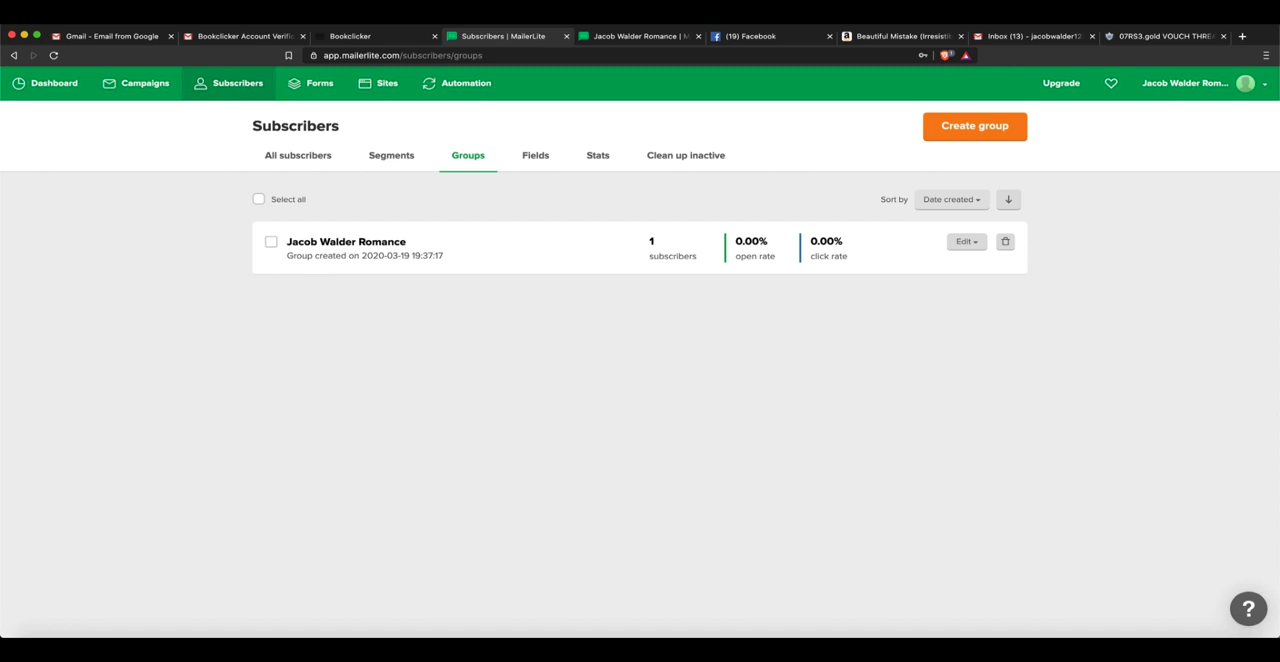 Gmail - Email from Google
Bookclicker Account Verific
Bookclicker
Subscribers | MailerLite
Jacob Walder Romance | M
(19) Facebook
Beautiful Mistake (Irresistib
Inbox (13) - jacobwalder12
07RS3.gold VOUCH THREA
app.mailerlite.com/subscribers/groups
Dashboard
Campaigns
Subscribers
Forms
Sites
Automation
Upgrade
Jacob Walder Rom...
Subscribers
Create group
All subscribers
Segments
Groups
Fields
Stats
Clean up inactive
Select all
Sort by
Date created
Jacob Walder Romance
Group created on 2020-03-19 19:37:17
1
subscribers
0.00%
open rate
0.00%
click rate
Edit
?